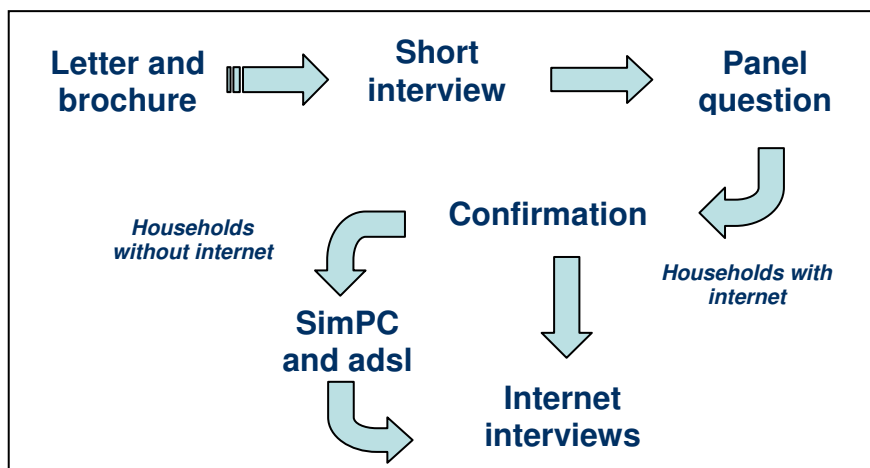 Letter and
brochure
Short
interview
Panel
question
Confirmation
Households
without internet
Households with
internet
SimPC
and adsl
Internet
interviews